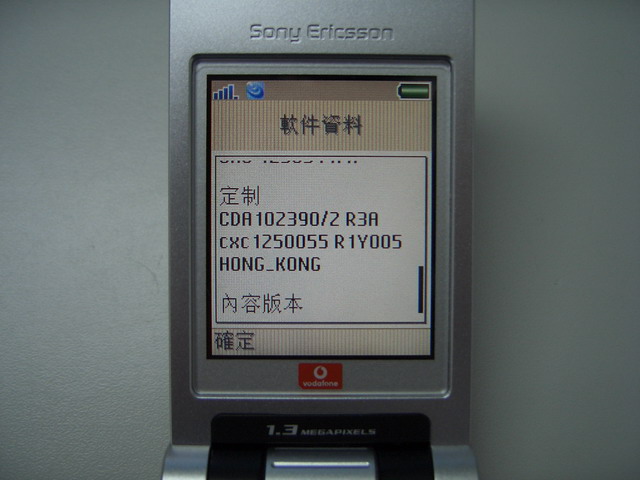 Sony Ericsson
軟件資料
定制
CDA102390/2 R3A
cxc1250055 R1Y005
HONG_KONG
內容版本
確定
vodafone
1.3 MEGAPIXELS